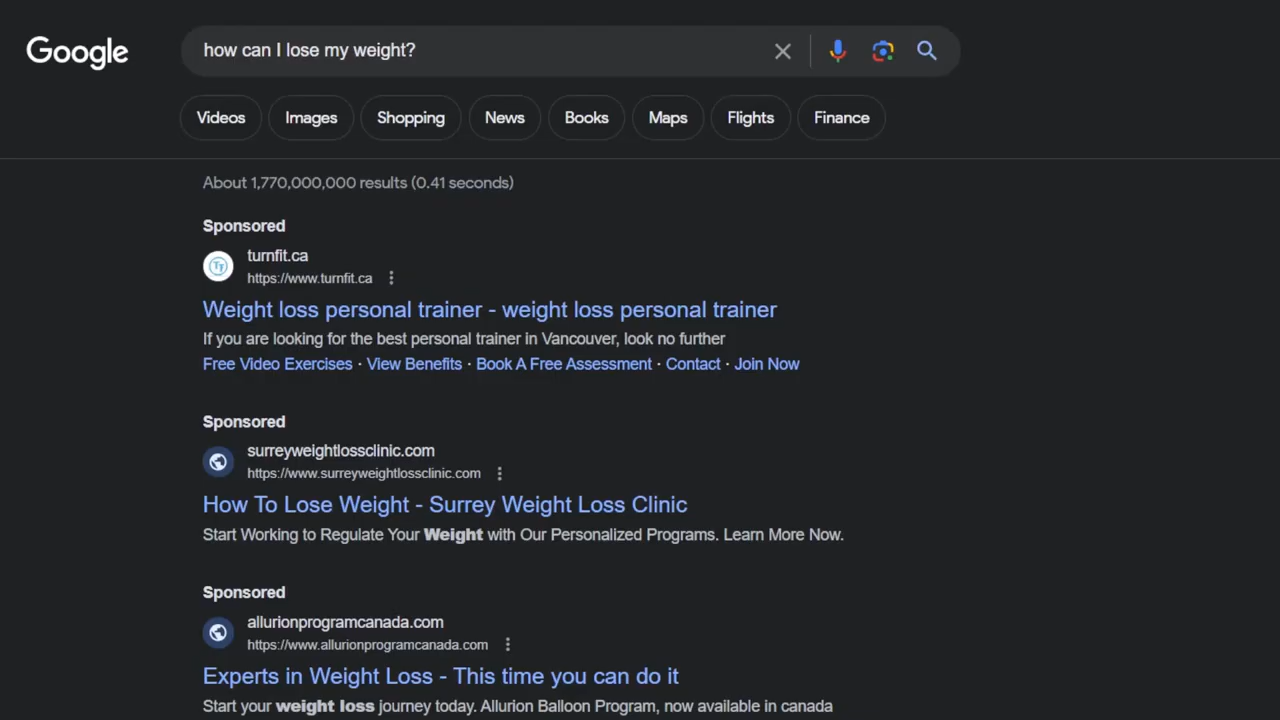 Google
how can I lose my weight?
Videos Images Shopping News Books Maps Flights Finance
About 1,770,000,000 results (0.41 seconds)
Sponsored
TF
turnfit.ca
https://www.turnfit.ca
Weight loss personal trainer - weight loss personal trainer
If you are looking for the best personal trainer in Vancouver, look no further
Free Video Exercises · View Benefits · Book A Free Assessment · Contact · Join Now
Sponsored
surreyweightlossclinic.com
https://www.surreyweightlossclinic.com
How To Lose Weight - Surrey Weight Loss Clinic
Start Working to Regulate Your Weight with Our Personalized Programs. Learn More Now.
Sponsored
allurionprogramcanada.com
https://www.allurionprogramcanada.com
Experts in Weight Loss - This time you can do it
Start your weight loss journey today. Allurion Balloon Program, now available in canada